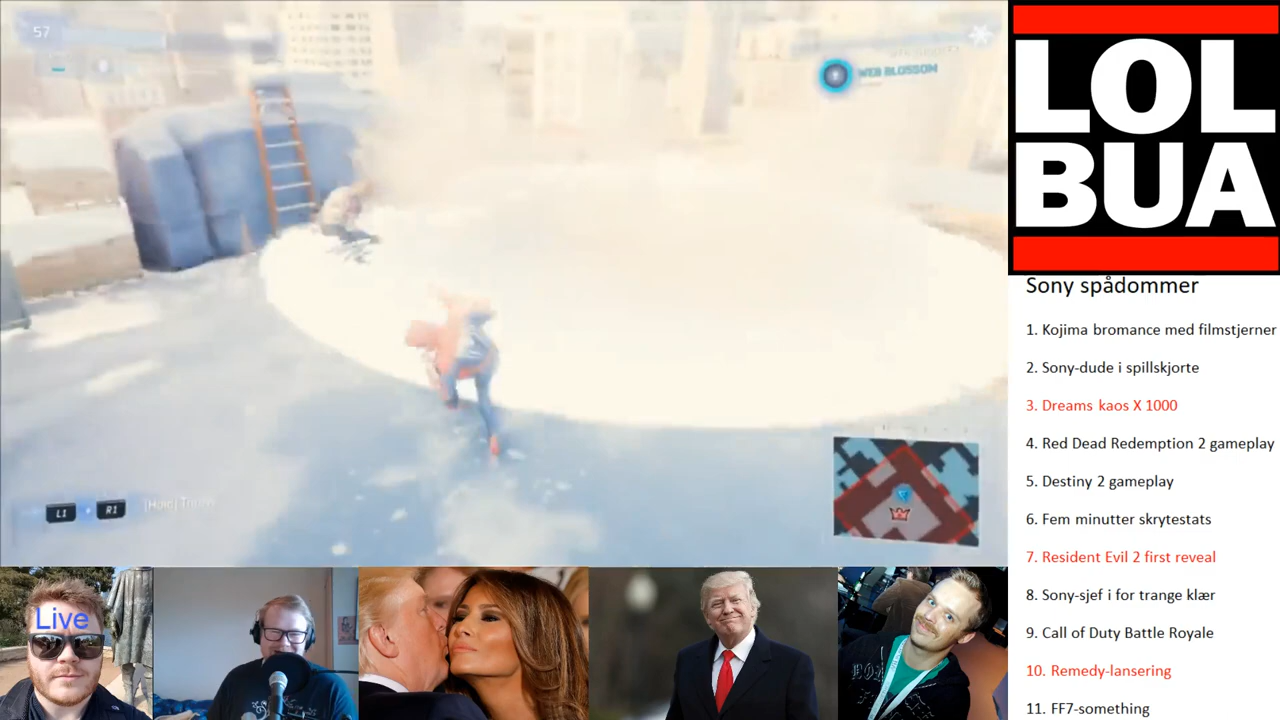 57
WEB BLOSSOM
L1
R1
LOL
BUA
Sony spådommer
1. Kojima bromance med filmstjerner
2. Sony-dude i spillskjorte
3. Dreams kaos X 1000
4. Red Dead Redemption 2 gameplay
5. Destiny 2 gameplay
6. Fem minutter skrytestats
7. Resident Evil 2 first reveal
8. Sony-sjef i for trange klær
9. Call of Duty Battle Royale
10. Remedy-lansering
11. FF7-something
Live